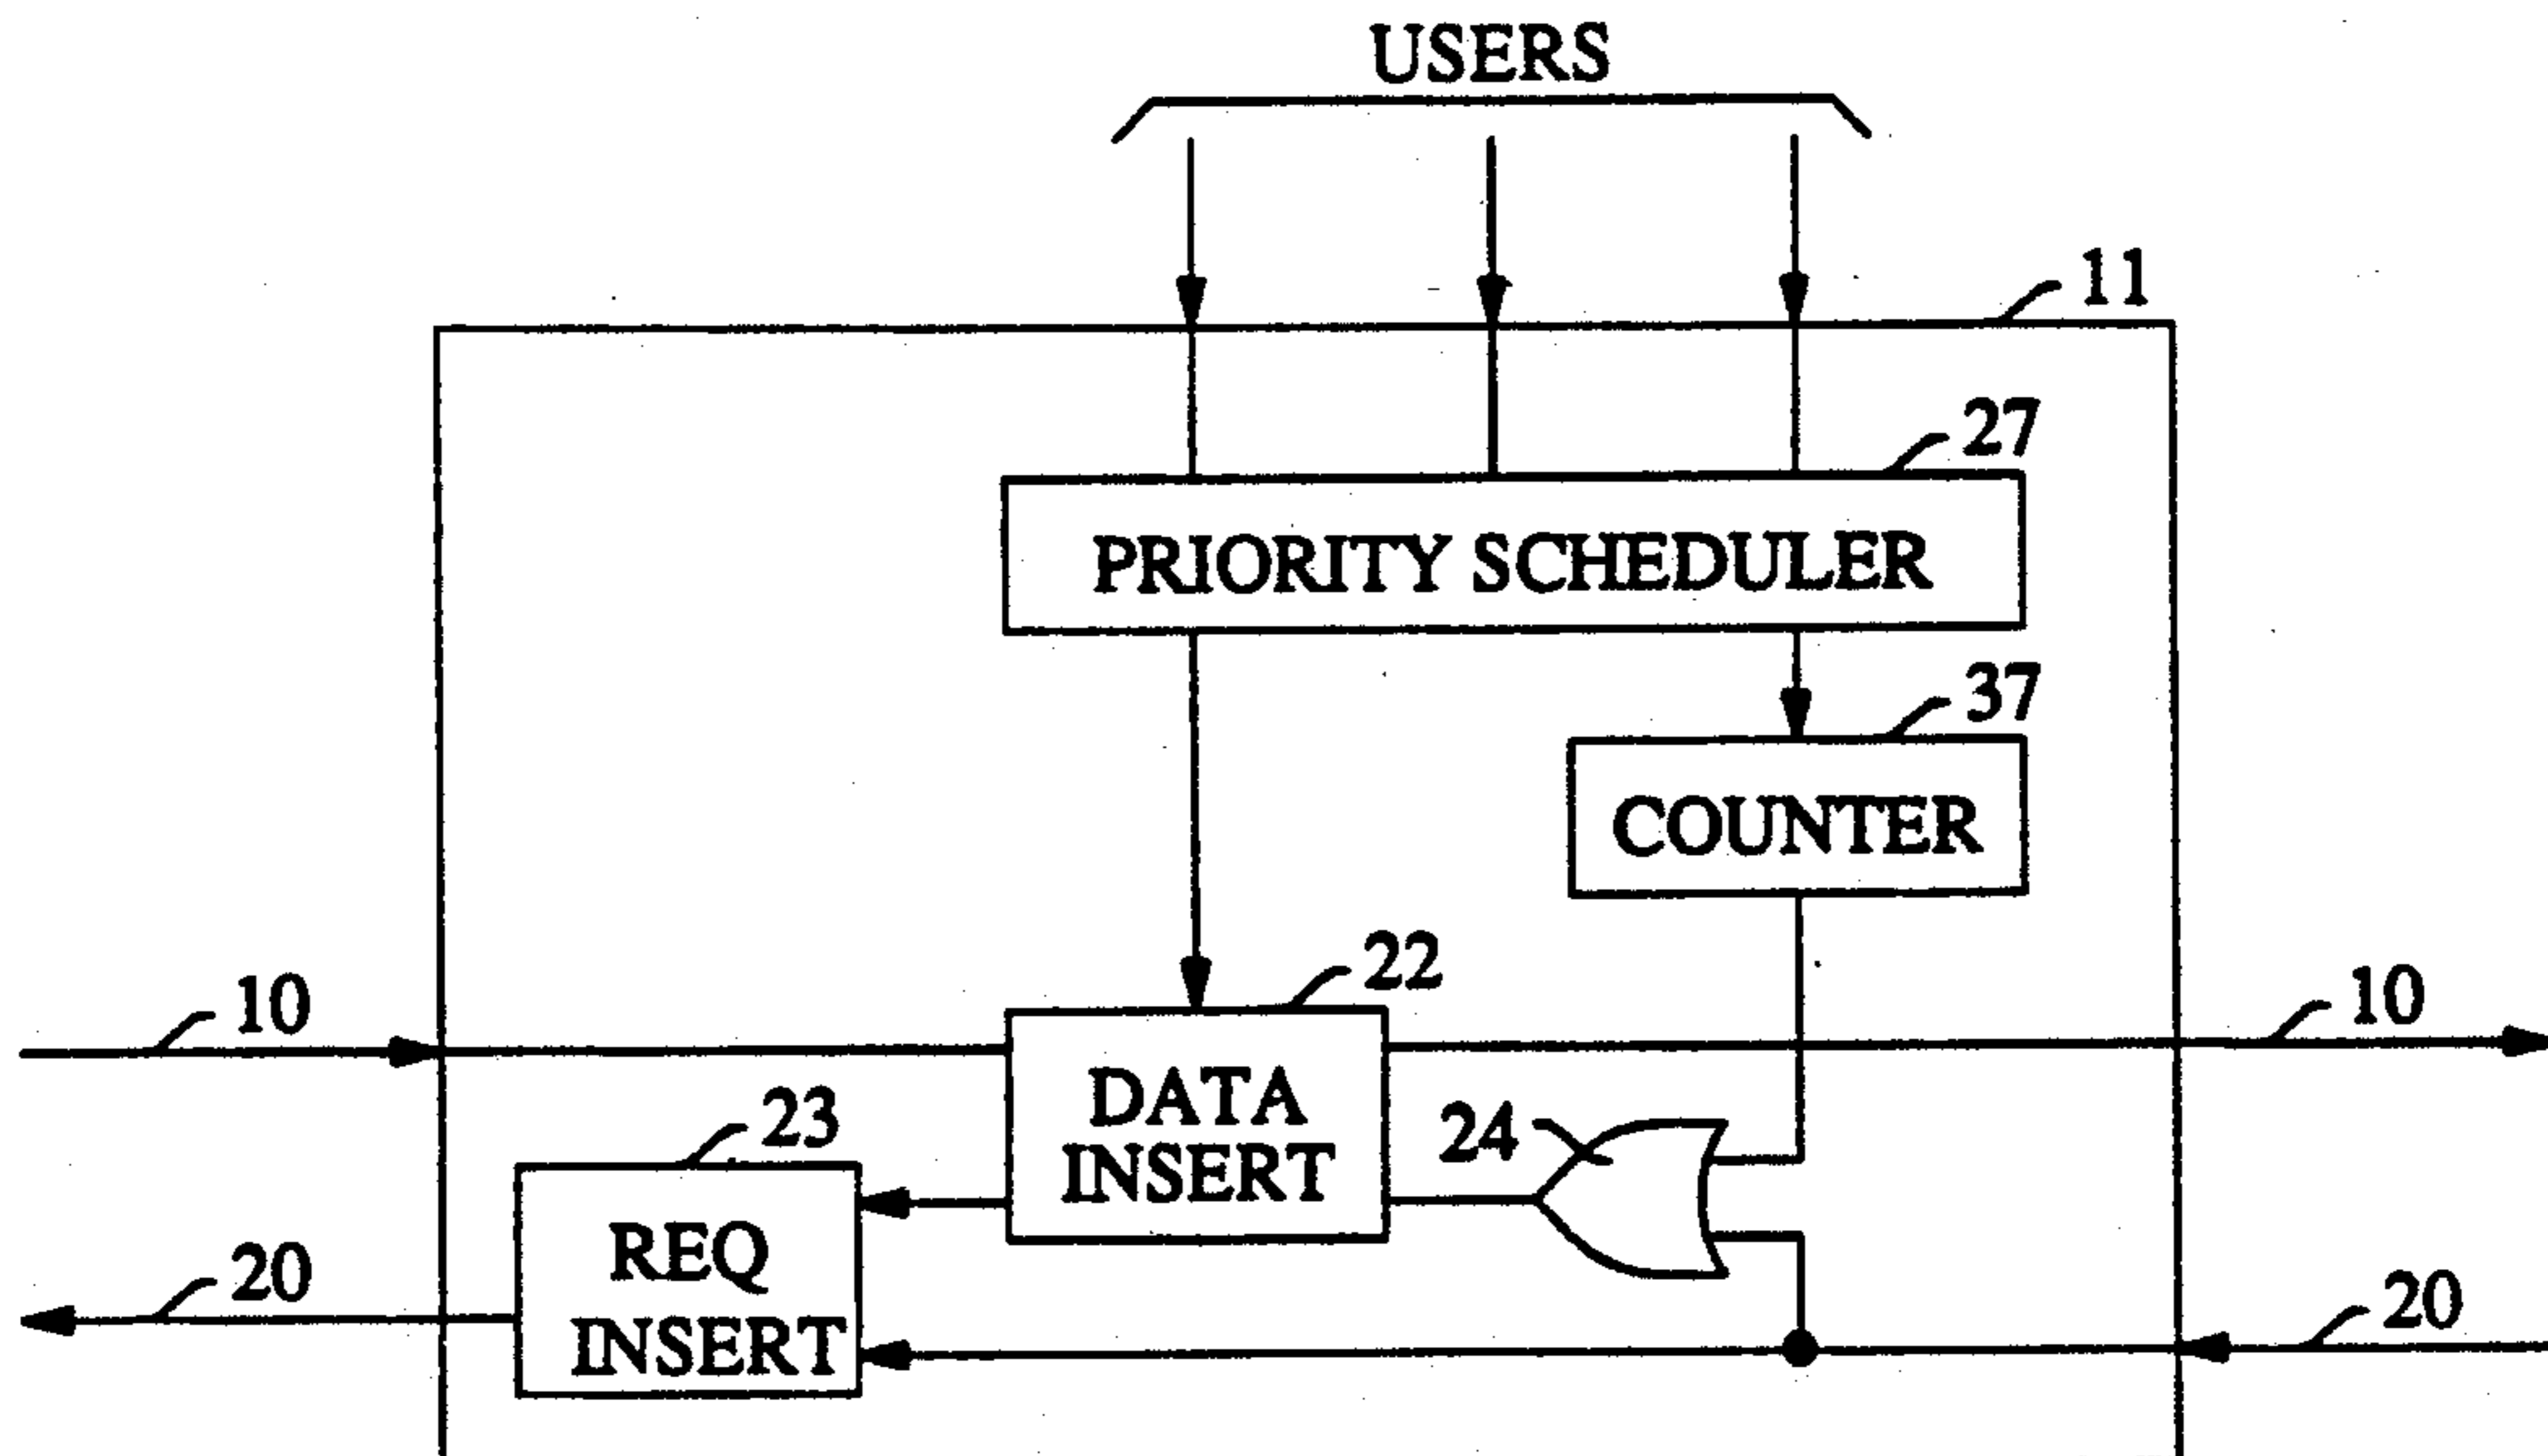 USERS
11
27
PRIORITY SCHEDULER
37
COUNTER
22
10
10
DATA
INSERT
23
24
REQ
INSERT
20
20